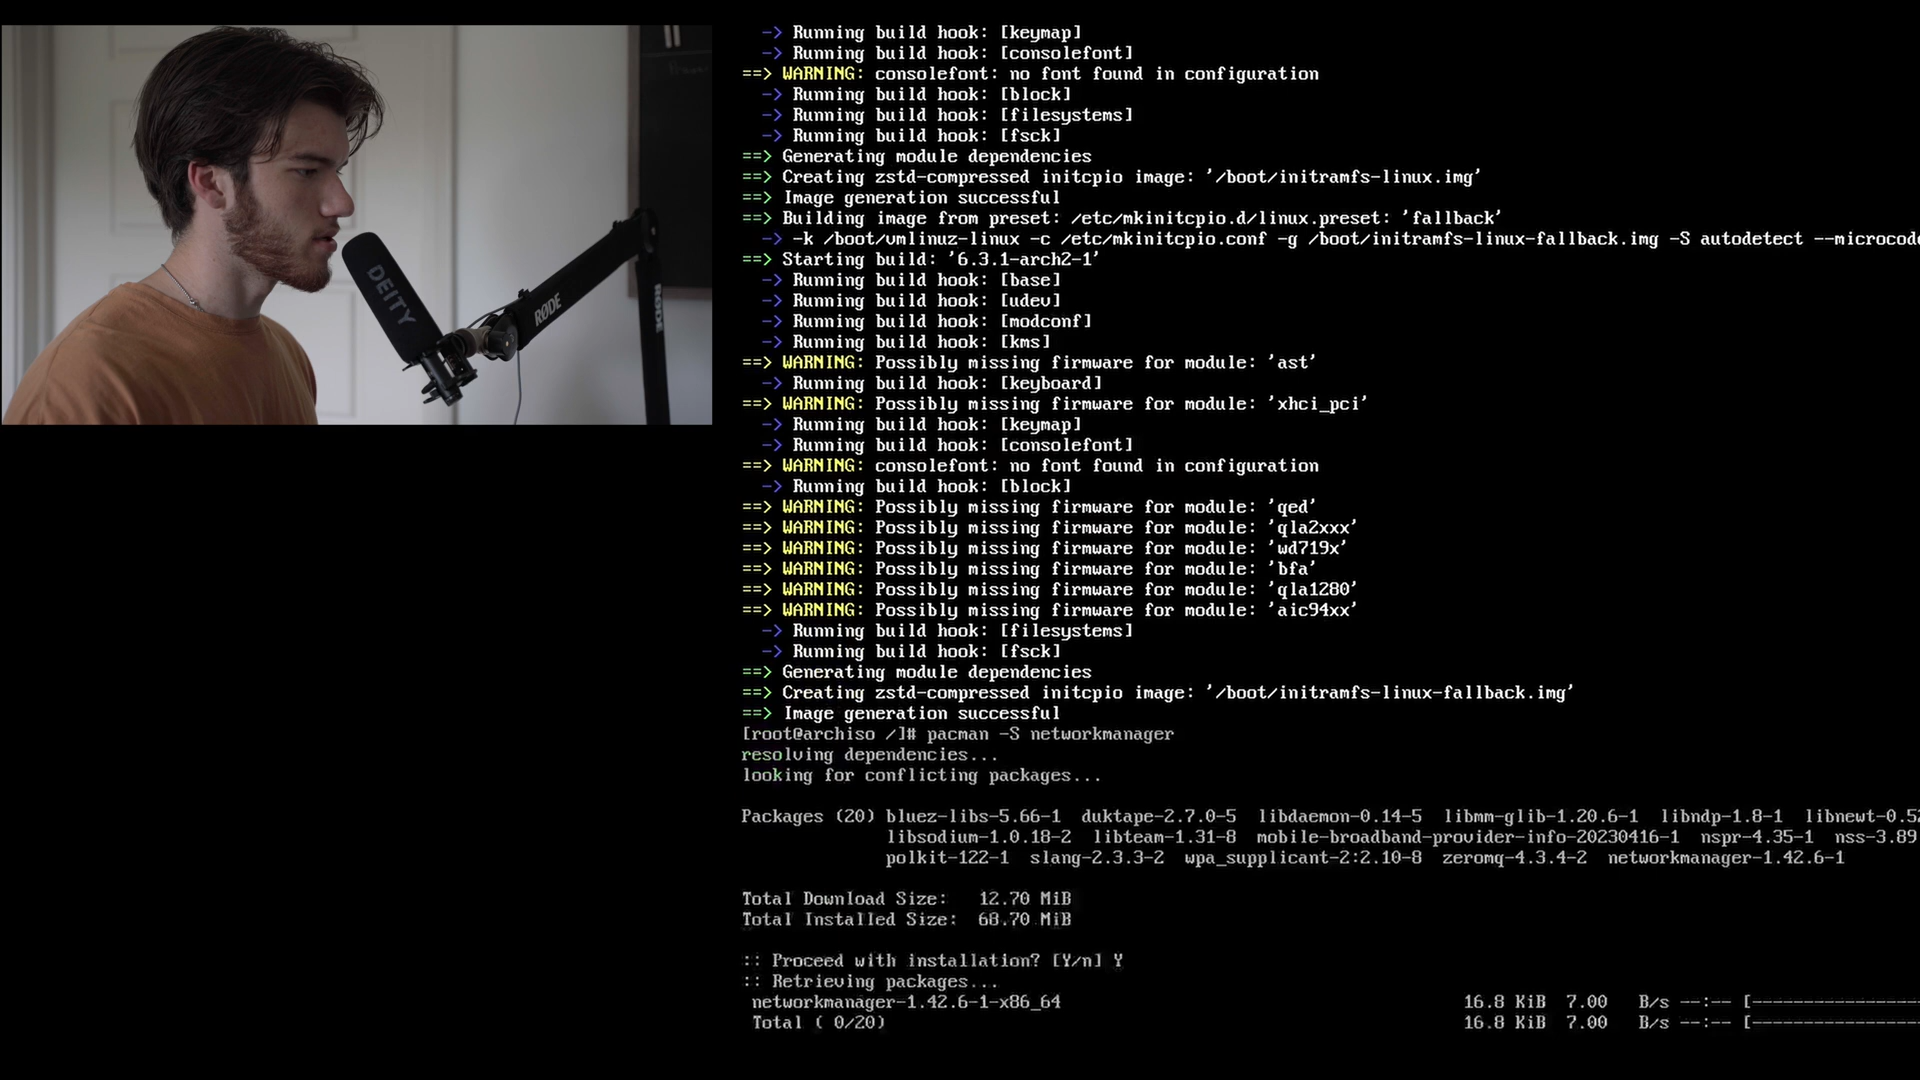 DEITY
RØDE
RØDE
-> Running build hook: [keymap]
-> Running build hook: [consolefont]
==> WARNING: consolefont: no font found in configuration
-> Running build hook: [block]
-> Running build hook: [filesystems]
-> Running build hook: [fsck]
==> Generating module dependencies
==> Creating zstd-compressed initcpio image: '/boot/initramfs-linux.img'
==> Image generation successful
==> Building image from preset: /etc/mkinitcpio.d/linux.preset: 'fallback'
-> -k /boot/vmlinuz-linux -c /etc/mkinitcpio.conf -g /boot/initramfs-linux-fallback.img -S autodetect --microcod
==> Starting build: '6.3.1-arch2-1'
-> Running build hook: [base]
-> Running build hook: [udev]
-> Running build hook: [modconf]
-> Running build hook: [kms]
==> WARNING: Possibly missing firmware for module: 'ast'
-> Running build hook: [keyboard]
==> WARNING: Possibly missing firmware for module: 'xhci_pci'
-> Running build hook: [keymap]
-> Running build hook: [consolefont]
==> WARNING: consolefont: no font found in configuration
-> Running build hook: [block]
==> WARNING: Possibly missing firmware for module: 'qed'
==> WARNING: Possibly missing firmware for module: 'qla2xxx'
==> WARNING: Possibly missing firmware for module: 'wd719x'
==> WARNING: Possibly missing firmware for module: 'bfa'
==> WARNING: Possibly missing firmware for module: 'qla1280'
==> WARNING: Possibly missing firmware for module: 'aic94xx'
-> Running build hook: [filesystems]
-> Running build hook: [fsck]
==> Generating module dependencies
==> Creating zstd-compressed initcpio image: '/boot/initramfs-linux-fallback.img'
==> Image generation successful
[root@archiso /]# pacman -S networkmanager
resolving dependencies...
looking for conflicting packages...
Packages (20) bluez-libs-5.66-1 duktape-2.7.0-5 libdaemon-0.14-5 libmm-glib-1.20.6-1 libndp-1.8-1 libnewt-0.52
libsodium-1.0.18-2 libteam-1.31-8 mobile-broadband-provider-info-20230416-1 nspr-4.35-1 nss-3.89
polkit-122-1 slang-2.3.3-2 wpa_supplicant-2:2.10-8 zeromq-4.3.4-2 networkmanager-1.42.6-1
Total Download Size: 12.70 MiB
Total Installed Size: 68.70 MiB
:: Proceed with installation? [Y/n] Y
:: Retrieving packages...
networkmanager-1.42.6-1-x86_64 16.8 KiB 7.00 B/s --:-- [--------------------
Total ( 0/20) 16.8 KiB 7.00 B/s --:-- [--------------------